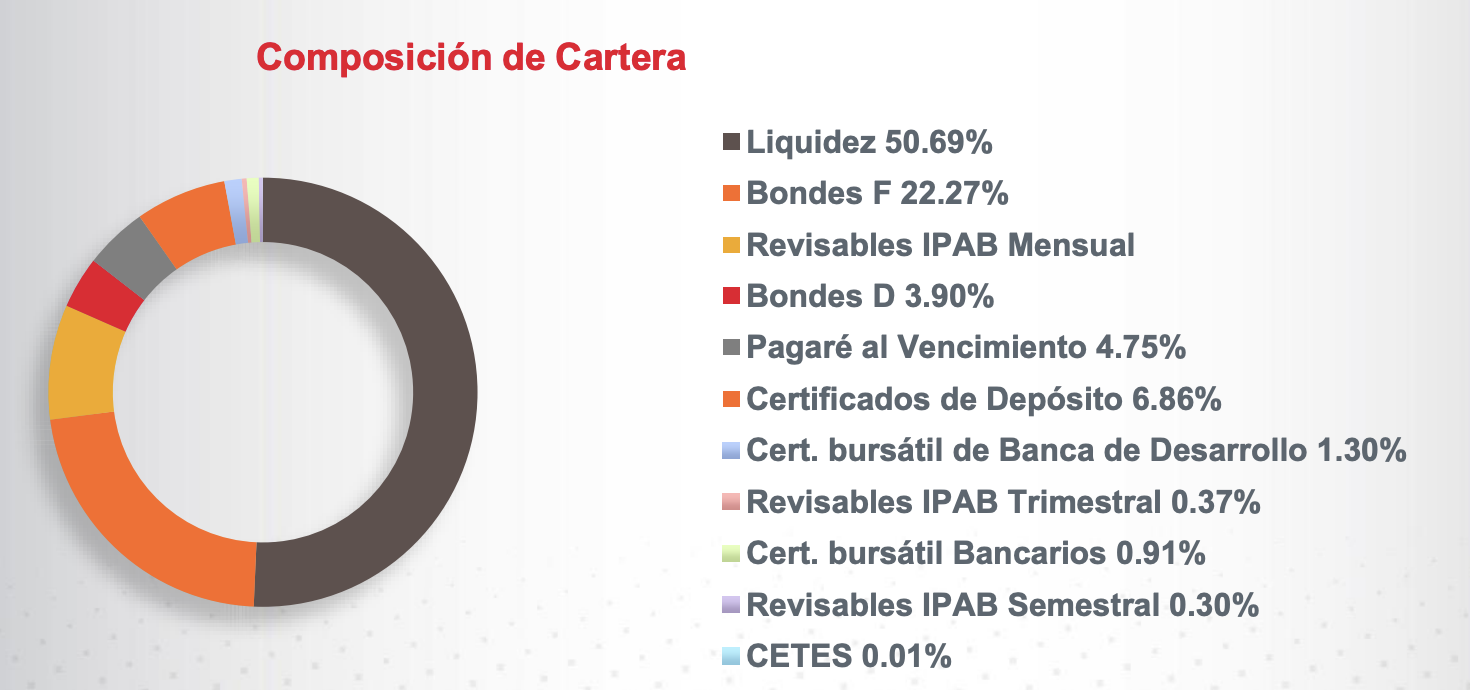 Composición de Cartera
Liquidez 50.69%
Bondes F 22.27%
Revisables IPAB Mensual
Bondes D 3.90%
Pagaré al Vencimiento 4.75%
Certificados de Depósito 6.86%
Cert. bursátil de Banca de Desarrollo 1.30%
Revisables IPAB Trimestral 0.37%
Cert. bursátil Bancarios 0.91%
Revisables IPAB Semestral 0.30%
CETES 0.01%